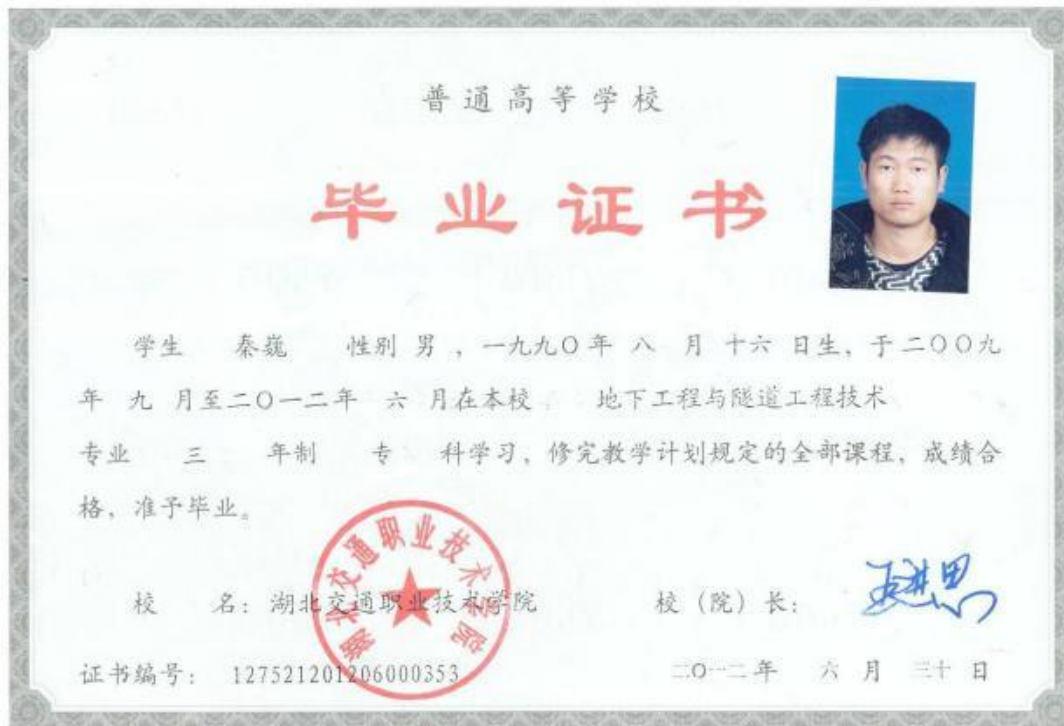 普通高等学校
毕业证书
学生 秦巍 性别 男 ，一九九〇年 八 月 十六 日生，于二〇〇九
年 九 月至二〇一二年 六 月在本校 地下工程与隧道工程技术
专业 三 年制 专 科学习，修完教学计划规定的全部课程，成绩合
格，准予毕业。
湖北交通职业技术学院
校 名：湖北交通职业技术学院 校（院）长：
证书编号：127521201206000353 二〇一二年 六 月 三十 日